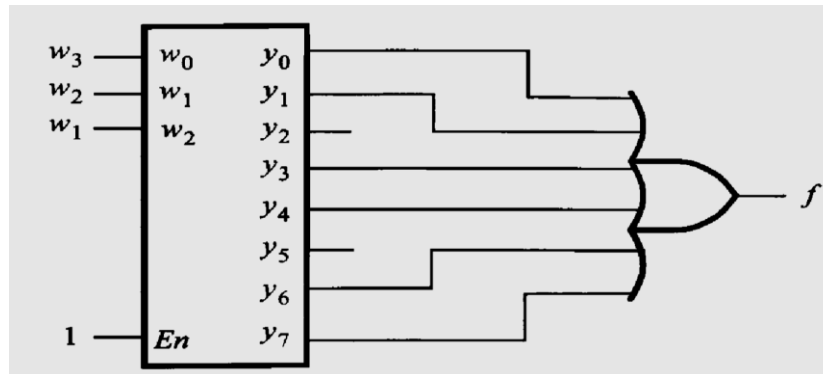 w₃ w₀ y₀
w₂ w₁ y₁
w₁ w₂ y₂
y₃
y₄
f
y₅
y₆
1 En y₇